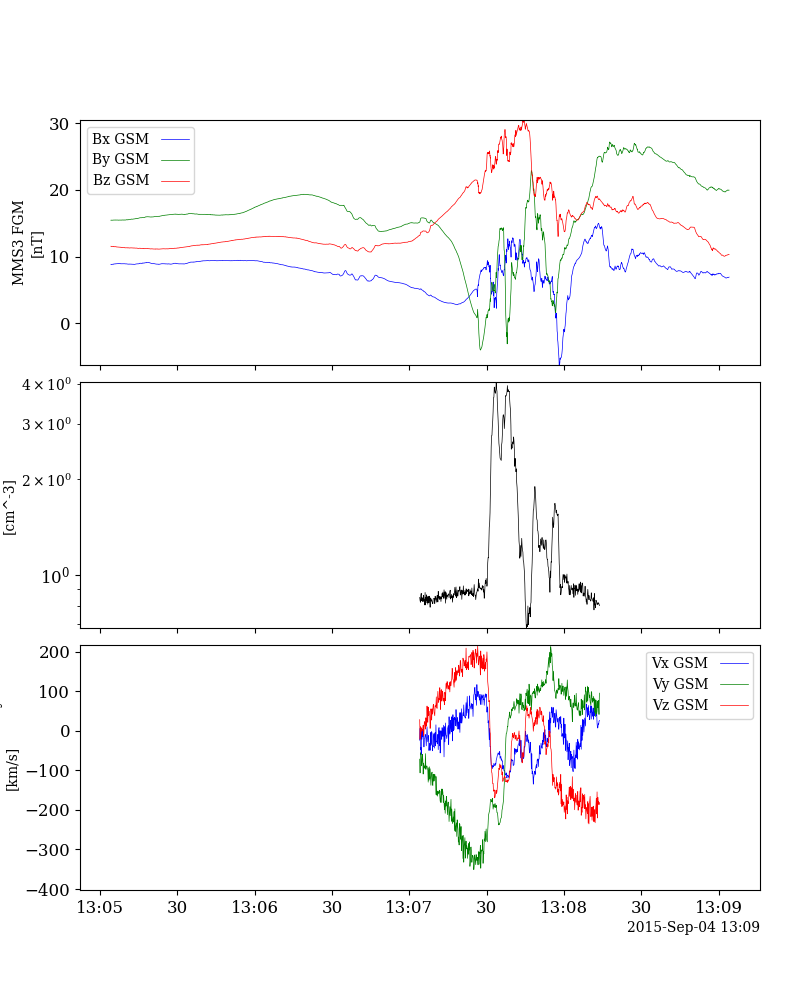 30
20
10
0
MMS3 FGM
[nT]
Bx GSM
By GSM
Bz GSM
4 × 10⁰
3 × 10⁰
2 × 10⁰
10⁰
[cm^-3]
200
100
0
−100
−200
−300
−400
[km/s]
Vx GSM
Vy GSM
Vz GSM
13:05 30 13:06 30 13:07 30 13:08 30 13:09
2015-Sep-04 13:09